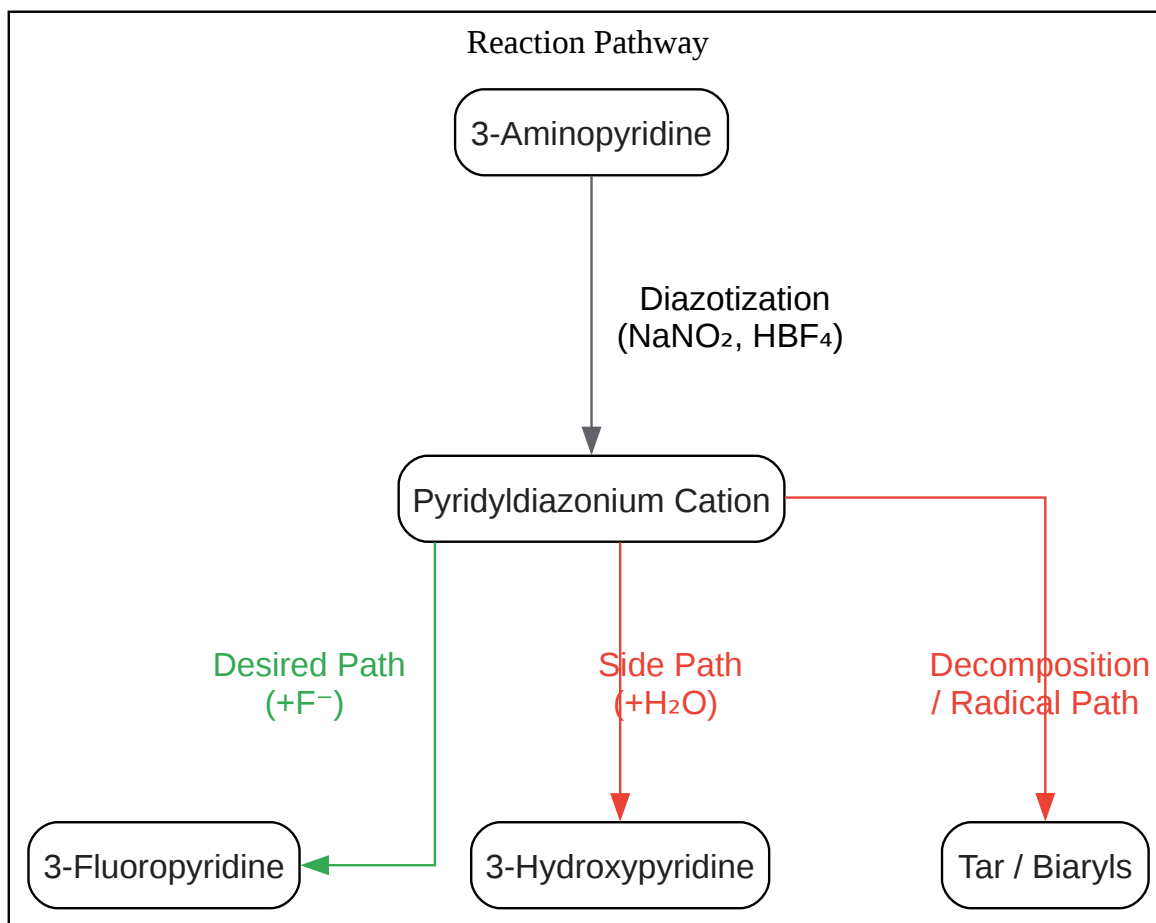 Reaction Pathway
3-Aminopyridine
Diazotization
(NaNO₂, HBF₄)
Pyridyldiazonium Cation
Desired Path
(+F⁻)
Side Path
(+H₂O)
Decomposition
/ Radical Path
3-Fluoropyridine
3-Hydroxypyridine
Tar / Biaryls